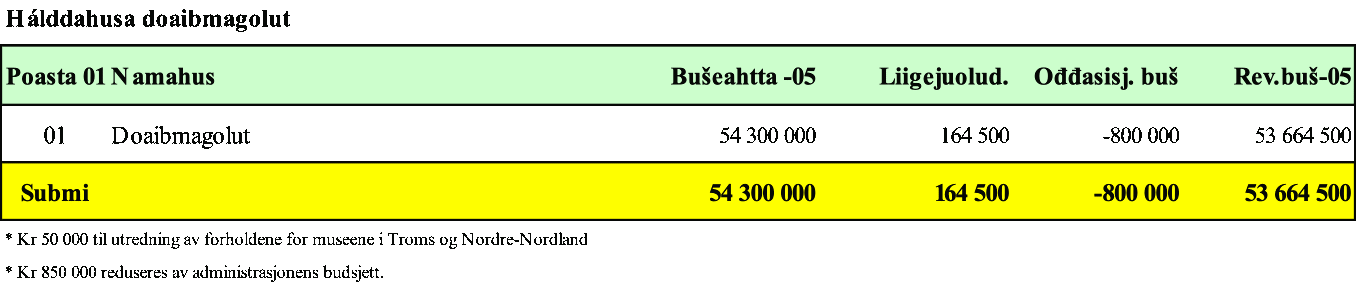 Hálddahusa doaibmagolut
Poasta 01 Namahus Bušeahtta -05 Liigejuolud. Ođđasisj. buš Rev.buš-05
01 Doaibmagolut 54 300 000 164 500 -800 000 53 664 500
Submi 54 300 000 164 500 -800 000 53 664 500
* Kr 50 000 til utredning av forholdene for museene i Troms og Nordre-Nordland
* Kr 850 000 reduseres av administrasjonens budsjett.